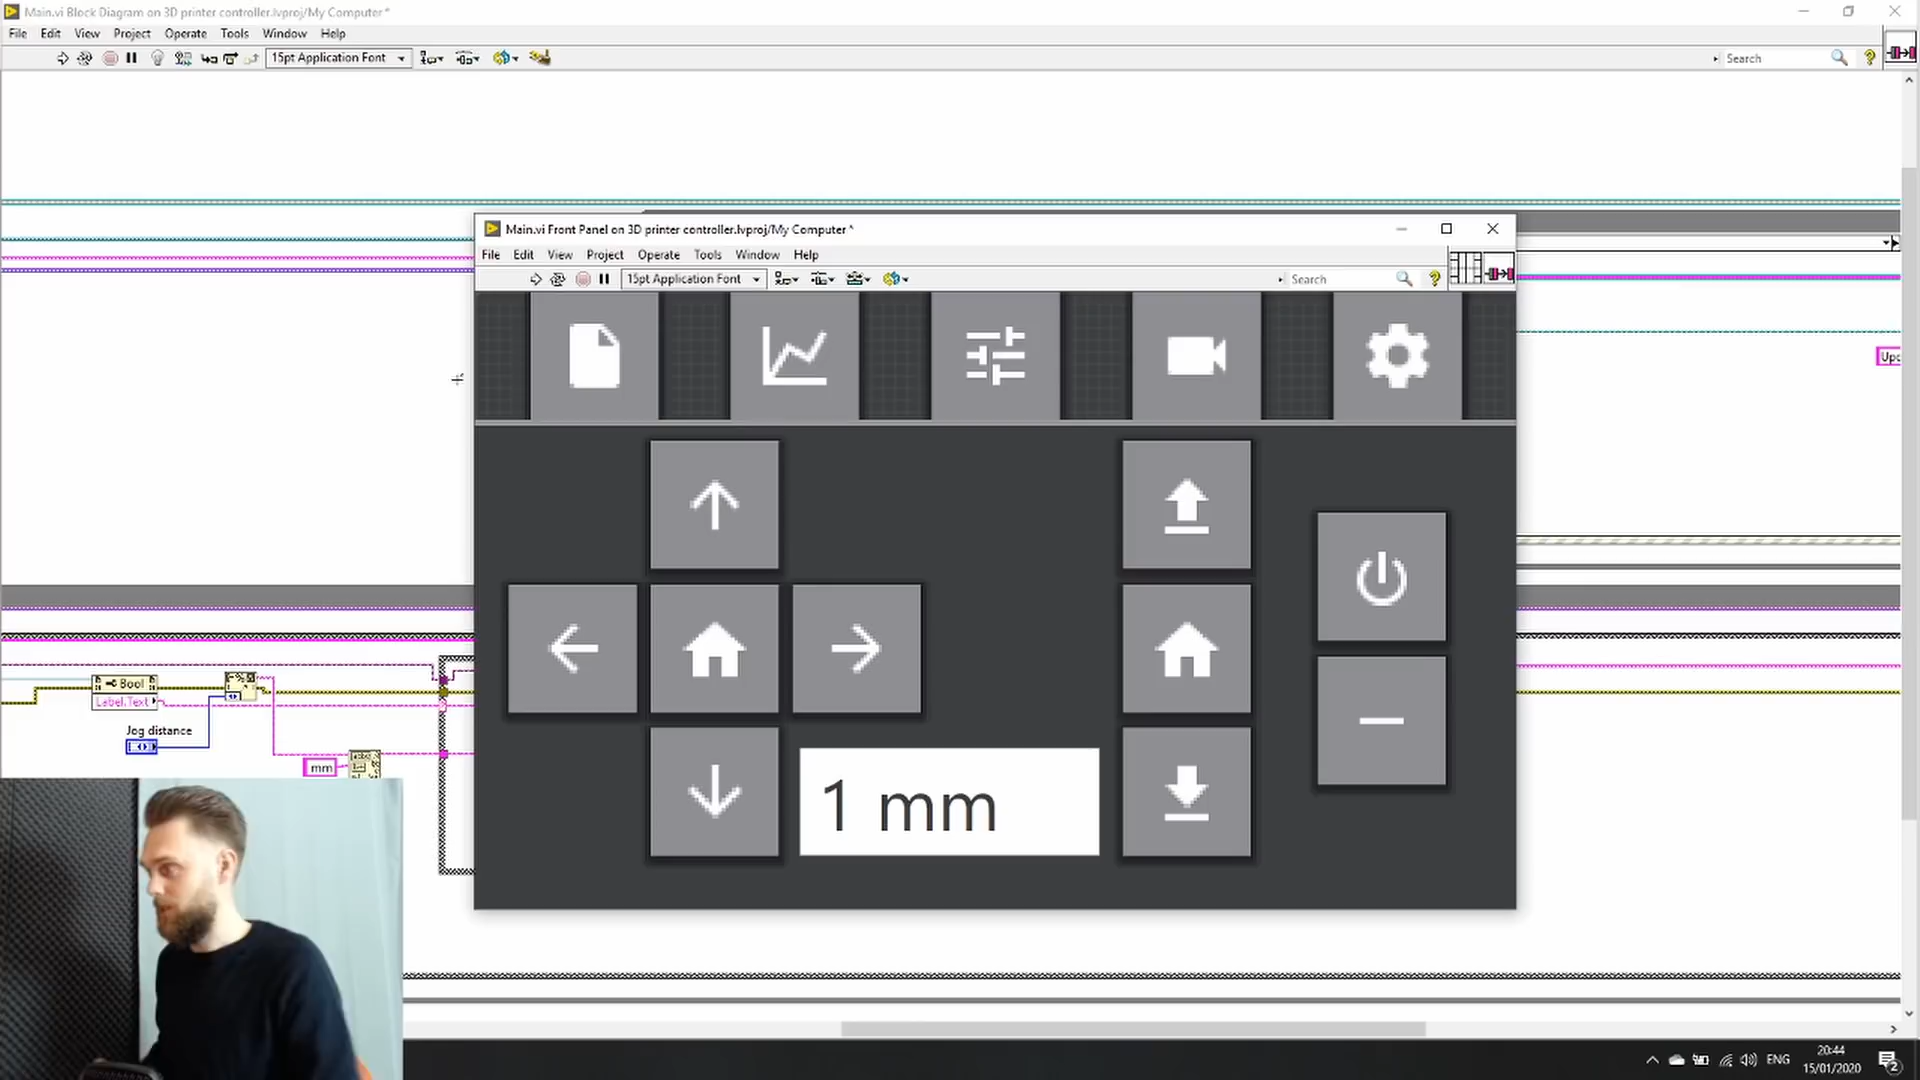 Main.vi Block Diagram on 3D printer controller.lvproj/My Computer *
File Edit View Project Operate Tools Window Help
15pt Application Font
Search
Main.vi Front Panel on 3D printer controller.lvproj/My Computer *
File Edit View Project Operate Tools Window Help
15pt Application Font
Search
Upc
Bool
Label.Text
Jog distance
mm
1 mm
ENG
20:44
15/01/2020
2